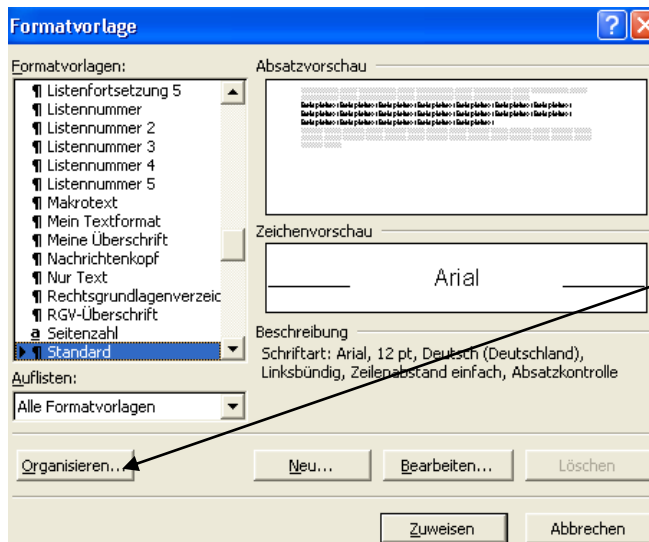 Formatvorlage
Formatvorlagen:
¶ Listenfortsetzung 5
¶ Listennummer
¶ Listennummer 2
¶ Listennummer 3
¶ Listennummer 4
¶ Listennummer 5
¶ Makrotext
¶ Mein Textformat
¶ Meine Überschrift
¶ Nachrichtenkopf
¶ Nur Text
¶ Rechtsgrundlagenverzeic
¶ RGV-Überschrift
a Seitenzahl
¶ Standard
Auflisten:
Alle Formatvorlagen
Absatzvorschau
Zeichenvorschau
Arial
Beschreibung
Schriftart: Arial, 12 pt, Deutsch (Deutschland),
Linksbündig, Zeilenabstand einfach, Absatzkontrolle
Organisieren...
Neu...
Bearbeiten...
Löschen
Zuweisen
Abbrechen